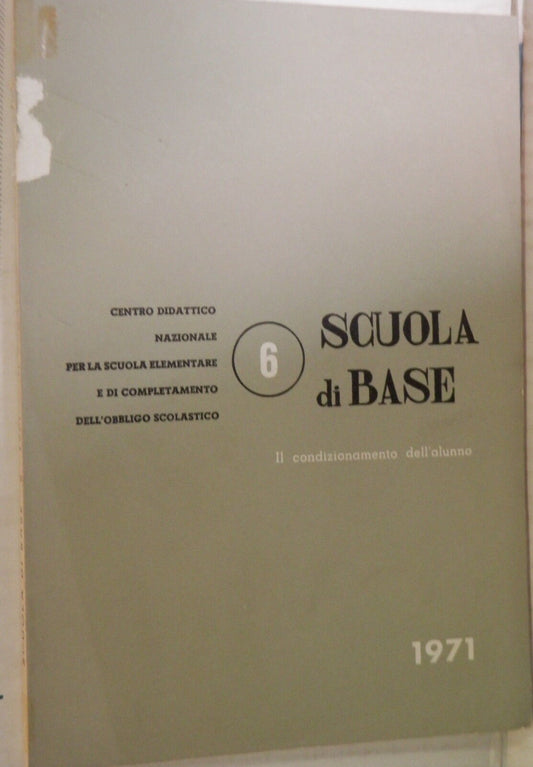 CENTRO DIDATTICO
NAZIONALE
PER LA SCUOLA ELEMENTARE
E DI COMPLETAMENTO
DELL'OBBLIGO SCOLASTICO
6
SCUOLA
di BASE
Il condizionamento dell'alunno
1971